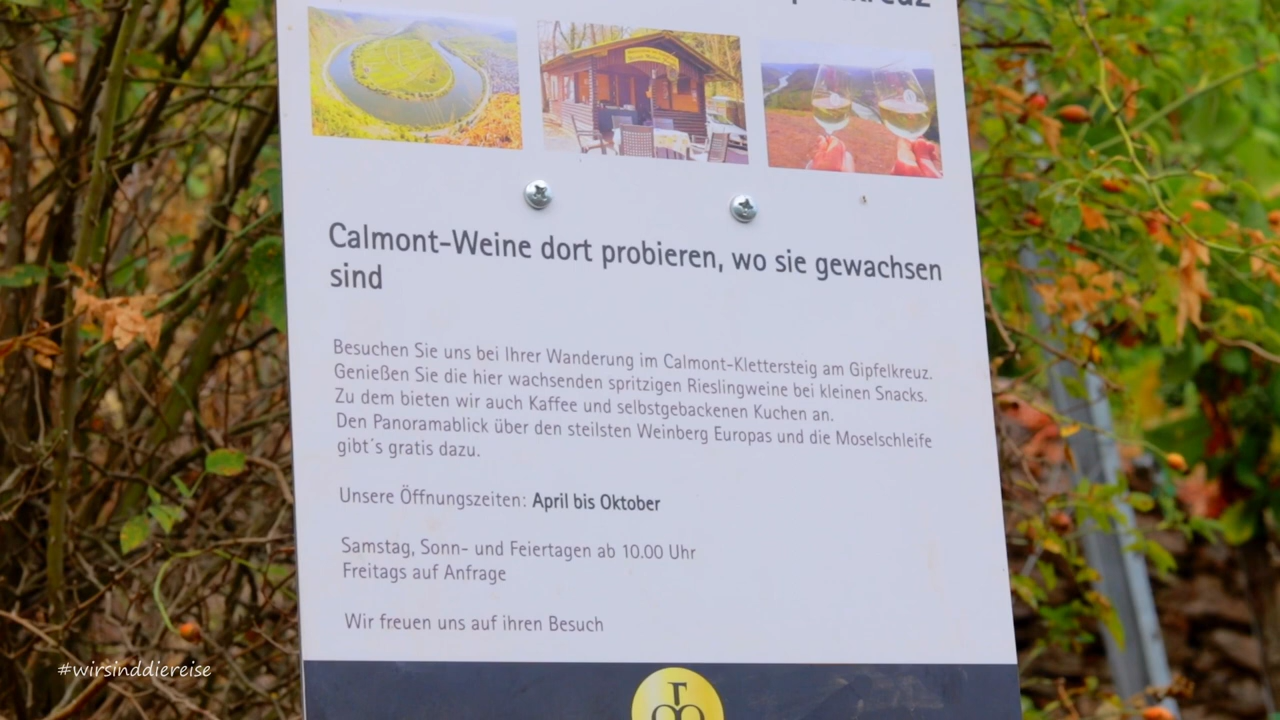 Calmont-Weine dort probieren, wo sie gewachsen
sind
Besuchen Sie uns bei Ihrer Wanderung im Calmont-Klettersteig am Gipfelkreuz.
Genießen Sie die hier wachsenden spritzigen Rieslingweine bei kleinen Snacks.
Zu dem bieten wir auch Kaffee und selbstgebackenen Kuchen an.
Den Panoramablick über den steilsten Weinberg Europas und die Moselschleife
gibt´s gratis dazu.
Unsere Öffnungszeiten: April bis Oktober
Samstag, Sonn- und Feiertagen ab 10.00 Uhr
Freitags auf Anfrage
Wir freuen uns auf ihren Besuch
#wirsinddiereise